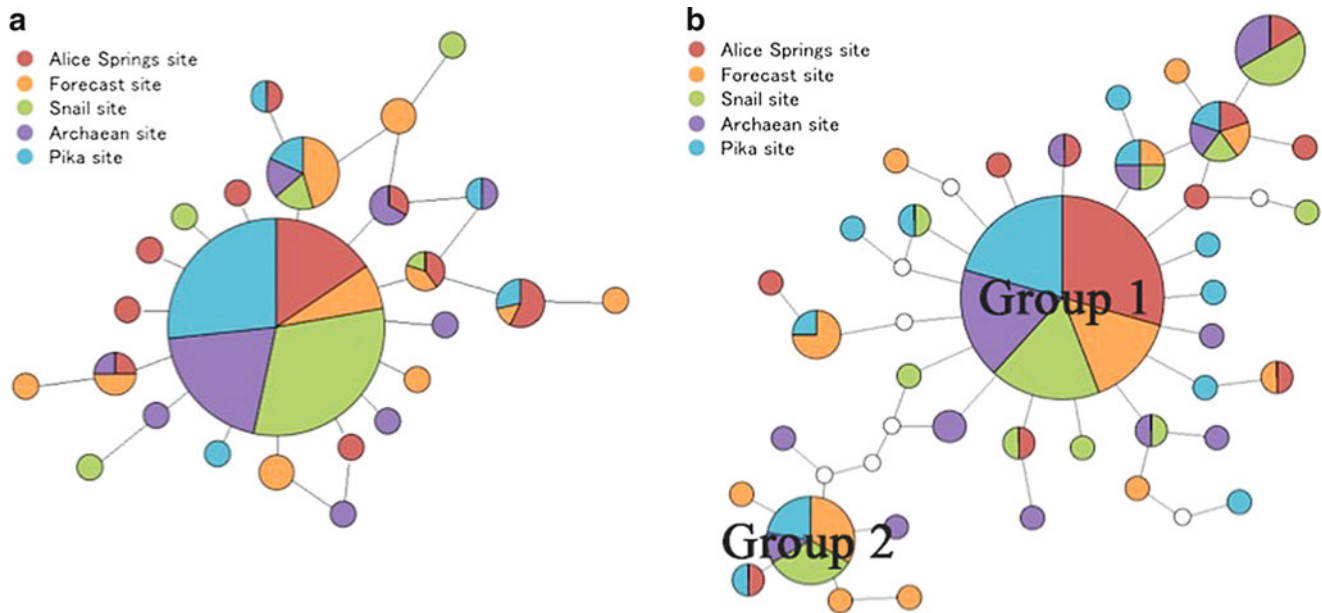 a
Alice Springs site
Forecast site
Snail site
Archaean site
Pika site
b
Alice Springs site
Forecast site
Snail site
Archaean site
Pika site
Group 1
Group 2